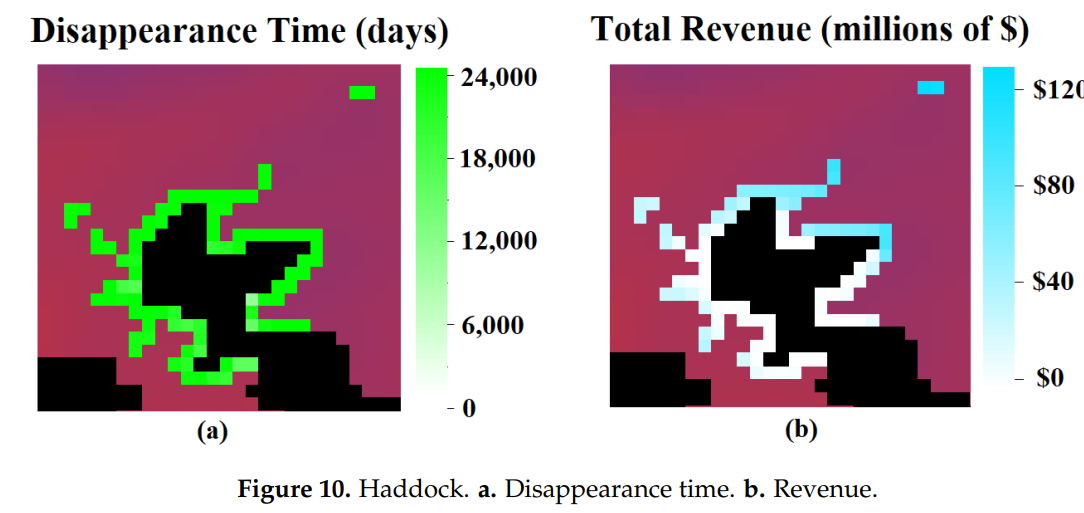 Disappearance Time (days)
24,000
18,000
12,000
6,000
0
(a)
Total Revenue (millions of $)
$120
$80
$40
$0
(b)
Figure 10. Haddock. a. Disappearance time. b. Revenue.